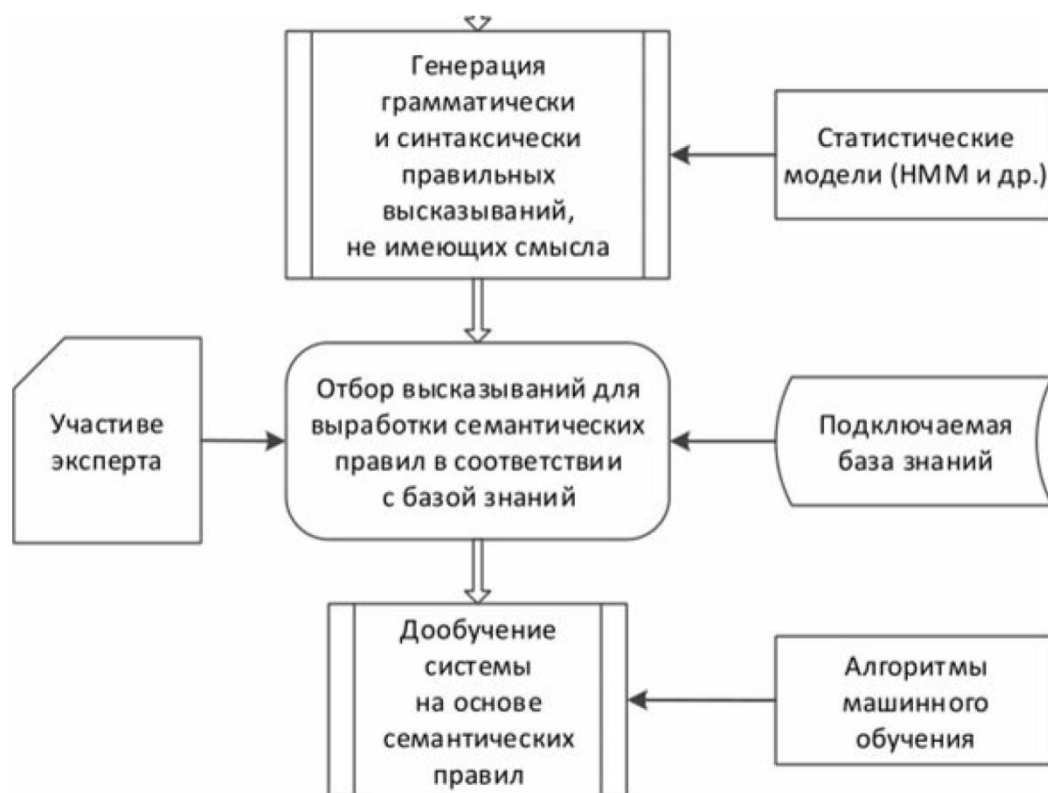 Генерация
грамматически
и синтаксически
правильных
высказываний,
не имеющих смысла
Статистические
модели (НММ и др.)
Участиве
эксперта
Отбор высказываний для
выработки семантических
правил в соответствии
с базой знаний
Подключаемая
база знаний
Дообучение
системы
на основе
семантических
правил
Алгоритмы
машинного
обучения